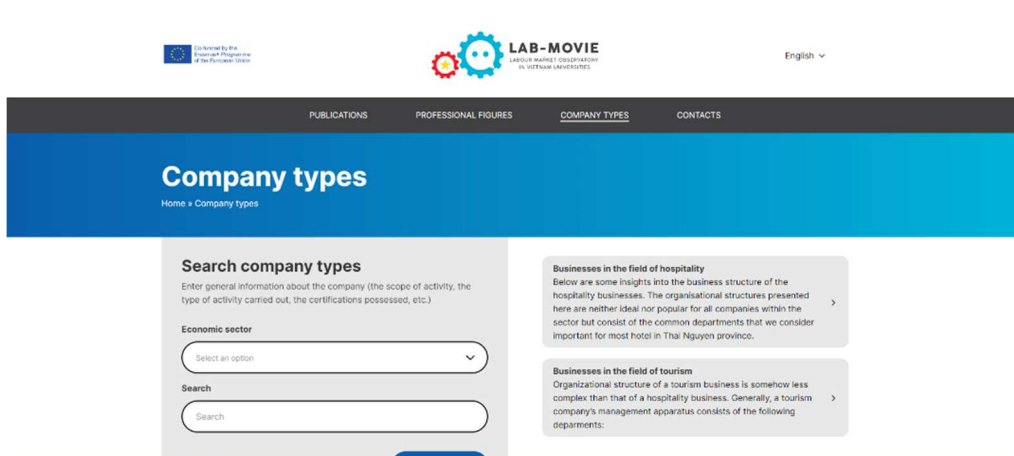 Co-funded by the
Erasmus+ Programme
of the European Union
LAB-MOVIE
LABOUR MARKET OBSERVATORY
IN VIETNAM UNIVERSITIES
English
PUBLICATIONS
PROFESSIONAL FIGURES
COMPANY TYPES
CONTACTS
Company types
Home » Company types
Search company types
Enter general information about the company (the scope of activity, the
type of activity carried out, the certifications possessed, etc.)
Economic sector
Select an option
Search
Search
Businesses in the field of hospitality
Below are some insights into the business structure of the
hospitality businesses. The organisational structures presented
here are neither ideal nor popular for all companies within the
sector but consist of the common departments that we consider
important for most hotel in Thai Nguyen province.
Businesses in the field of tourism
Organizational structure of a tourism business is somehow less
complex than that of a hospitality business. Generally, a tourism
company's management apparatus consists of the following
deparments: